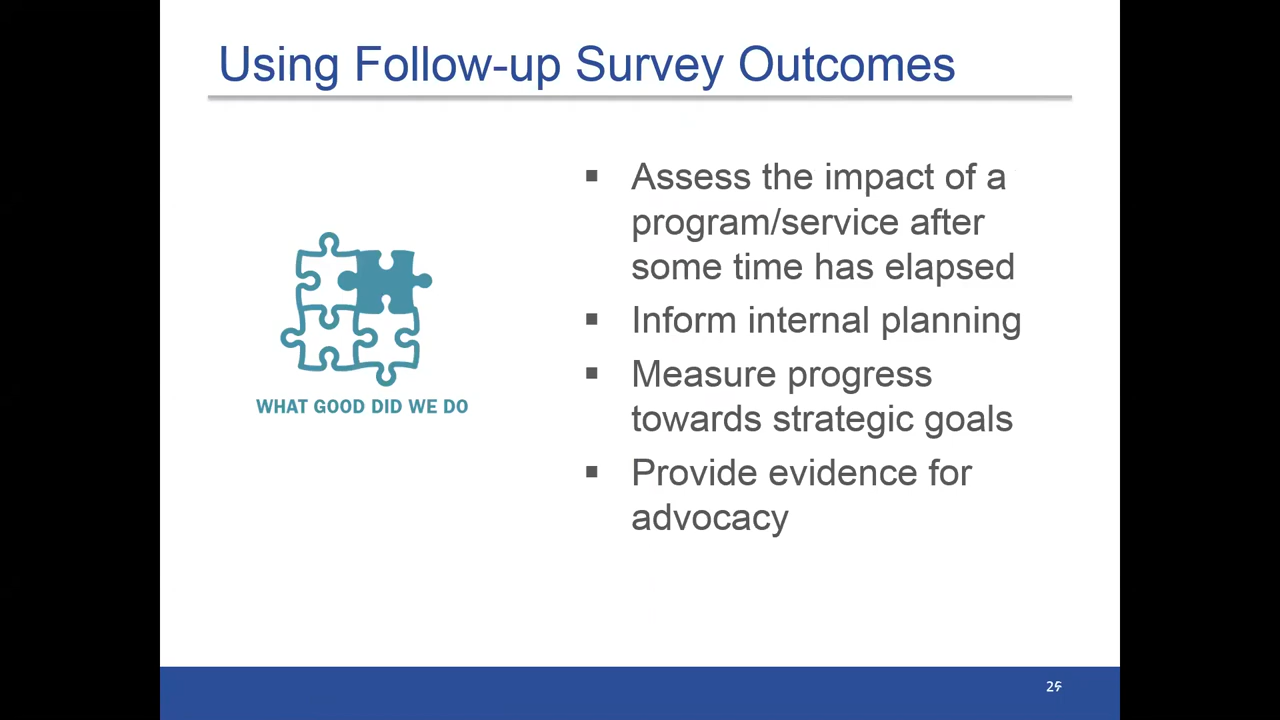 Using Follow-up Survey Outcomes
▪ Assess the impact of a
program/service after
some time has elapsed
▪ Inform internal planning
▪ Measure progress
towards strategic goals
▪ Provide evidence for
advocacy
WHAT GOOD DID WE DO